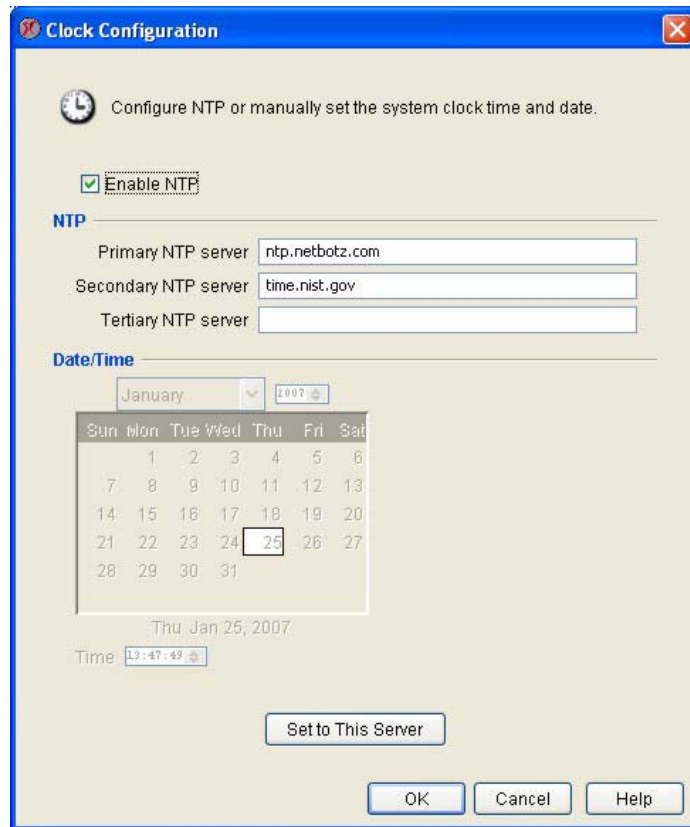 Clock Configuration
Configure NTP or manually set the system clock time and date.
Enable NTP
NTP
Primary NTP server ntp.netbotz.com
Secondary NTP server time.nist.gov
Tertiary NTP server
Date/Time
January 2007
Sun Mon Tue Wed Thu Fri Sat
1 2 3 4 5 6
7 8 9 10 11 12 13
14 15 16 17 18 19 20
21 22 23 24 25 26 27
28 29 30 31
Thu Jan 25, 2007
Time 13:47:49
Set to This Server
OK Cancel Help